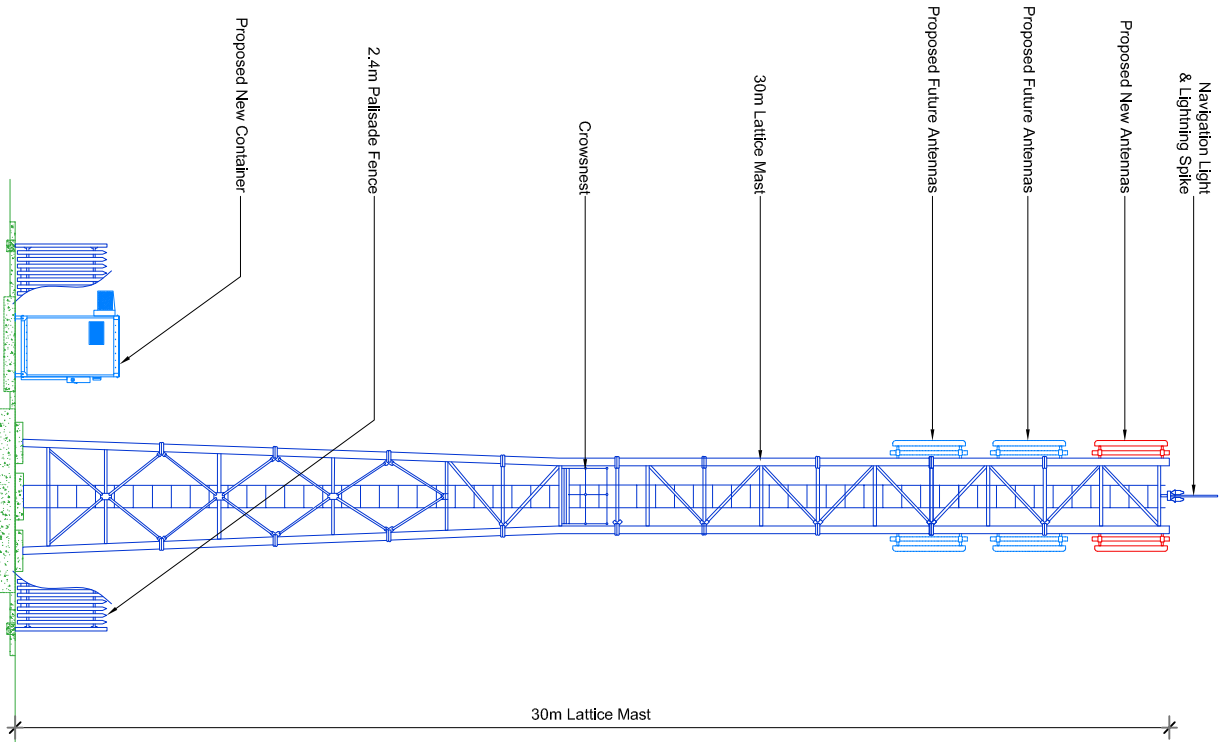 Navigation Light
& Lightning Spike
Proposed New Antennas
Proposed Future Antennas
Proposed Future Antennas
30m Lattice Mast
Crowsnest
2.4m Palisade Fence
Proposed New Container
30m Lattice Mast